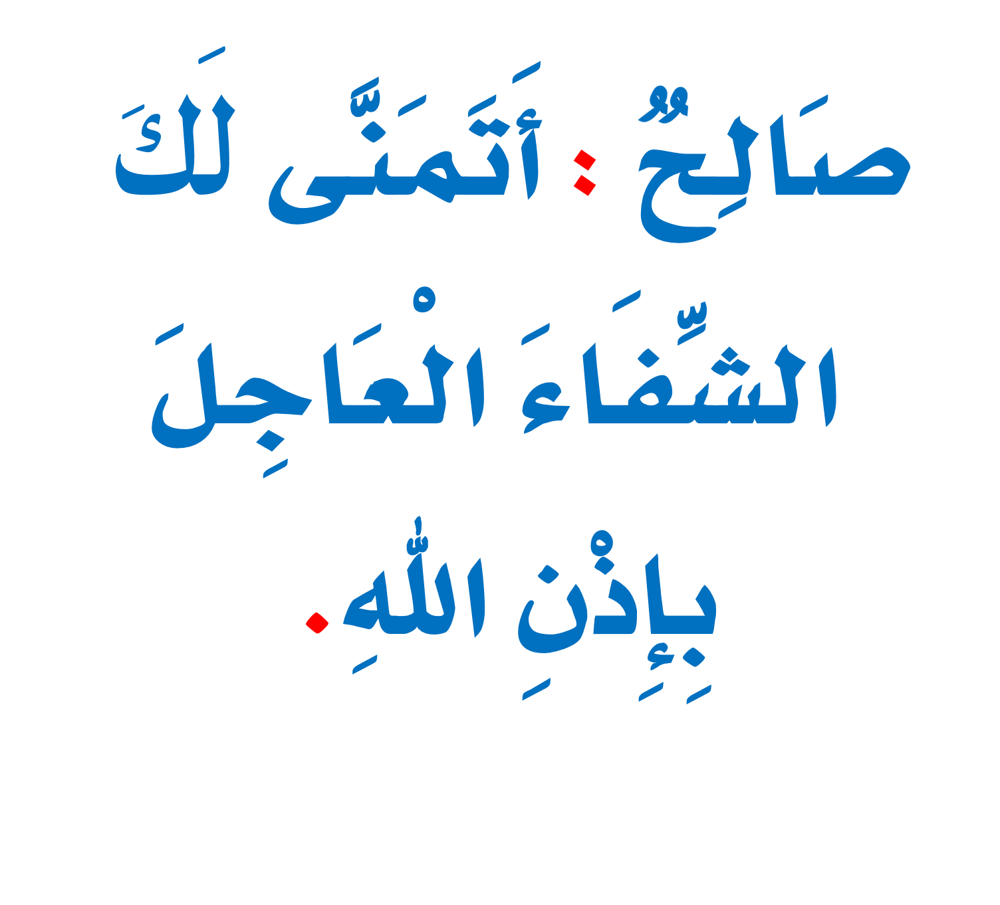 صَالِحٌ : أَتَمَنَّى لَكَ
الشِّفَاءَ الْعَاجِلَ
بِإِذْنِ اللّٰهِ.